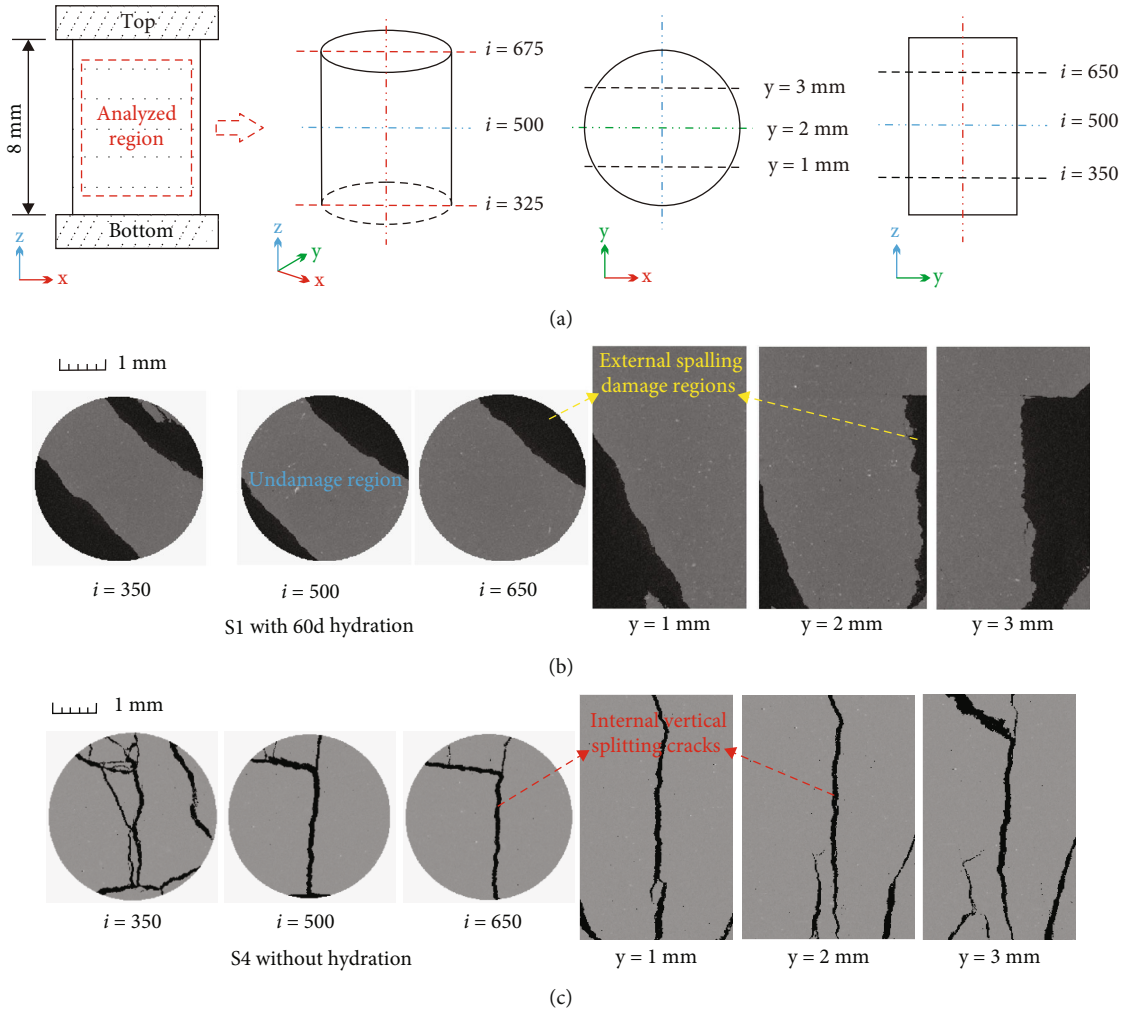 Top
8 mm
Analyzed
region
Bottom
z
x
i = 675
i = 500
i = 325
z
y
x
y = 3 mm
y = 2 mm
y = 1 mm
y
x
i = 650
i = 500
i = 350
z
y
(a)
1 mm
External spalling
damage regions
Undamage region
i = 350
i = 500
i = 650
y = 1 mm
y = 2 mm
y = 3 mm
S1 with 60d hydration
(b)
1 mm
Internal vertical
splitting cracks
i = 350
i = 500
i = 650
y = 1 mm
y = 2 mm
y = 3 mm
S4 without hydration
(c)